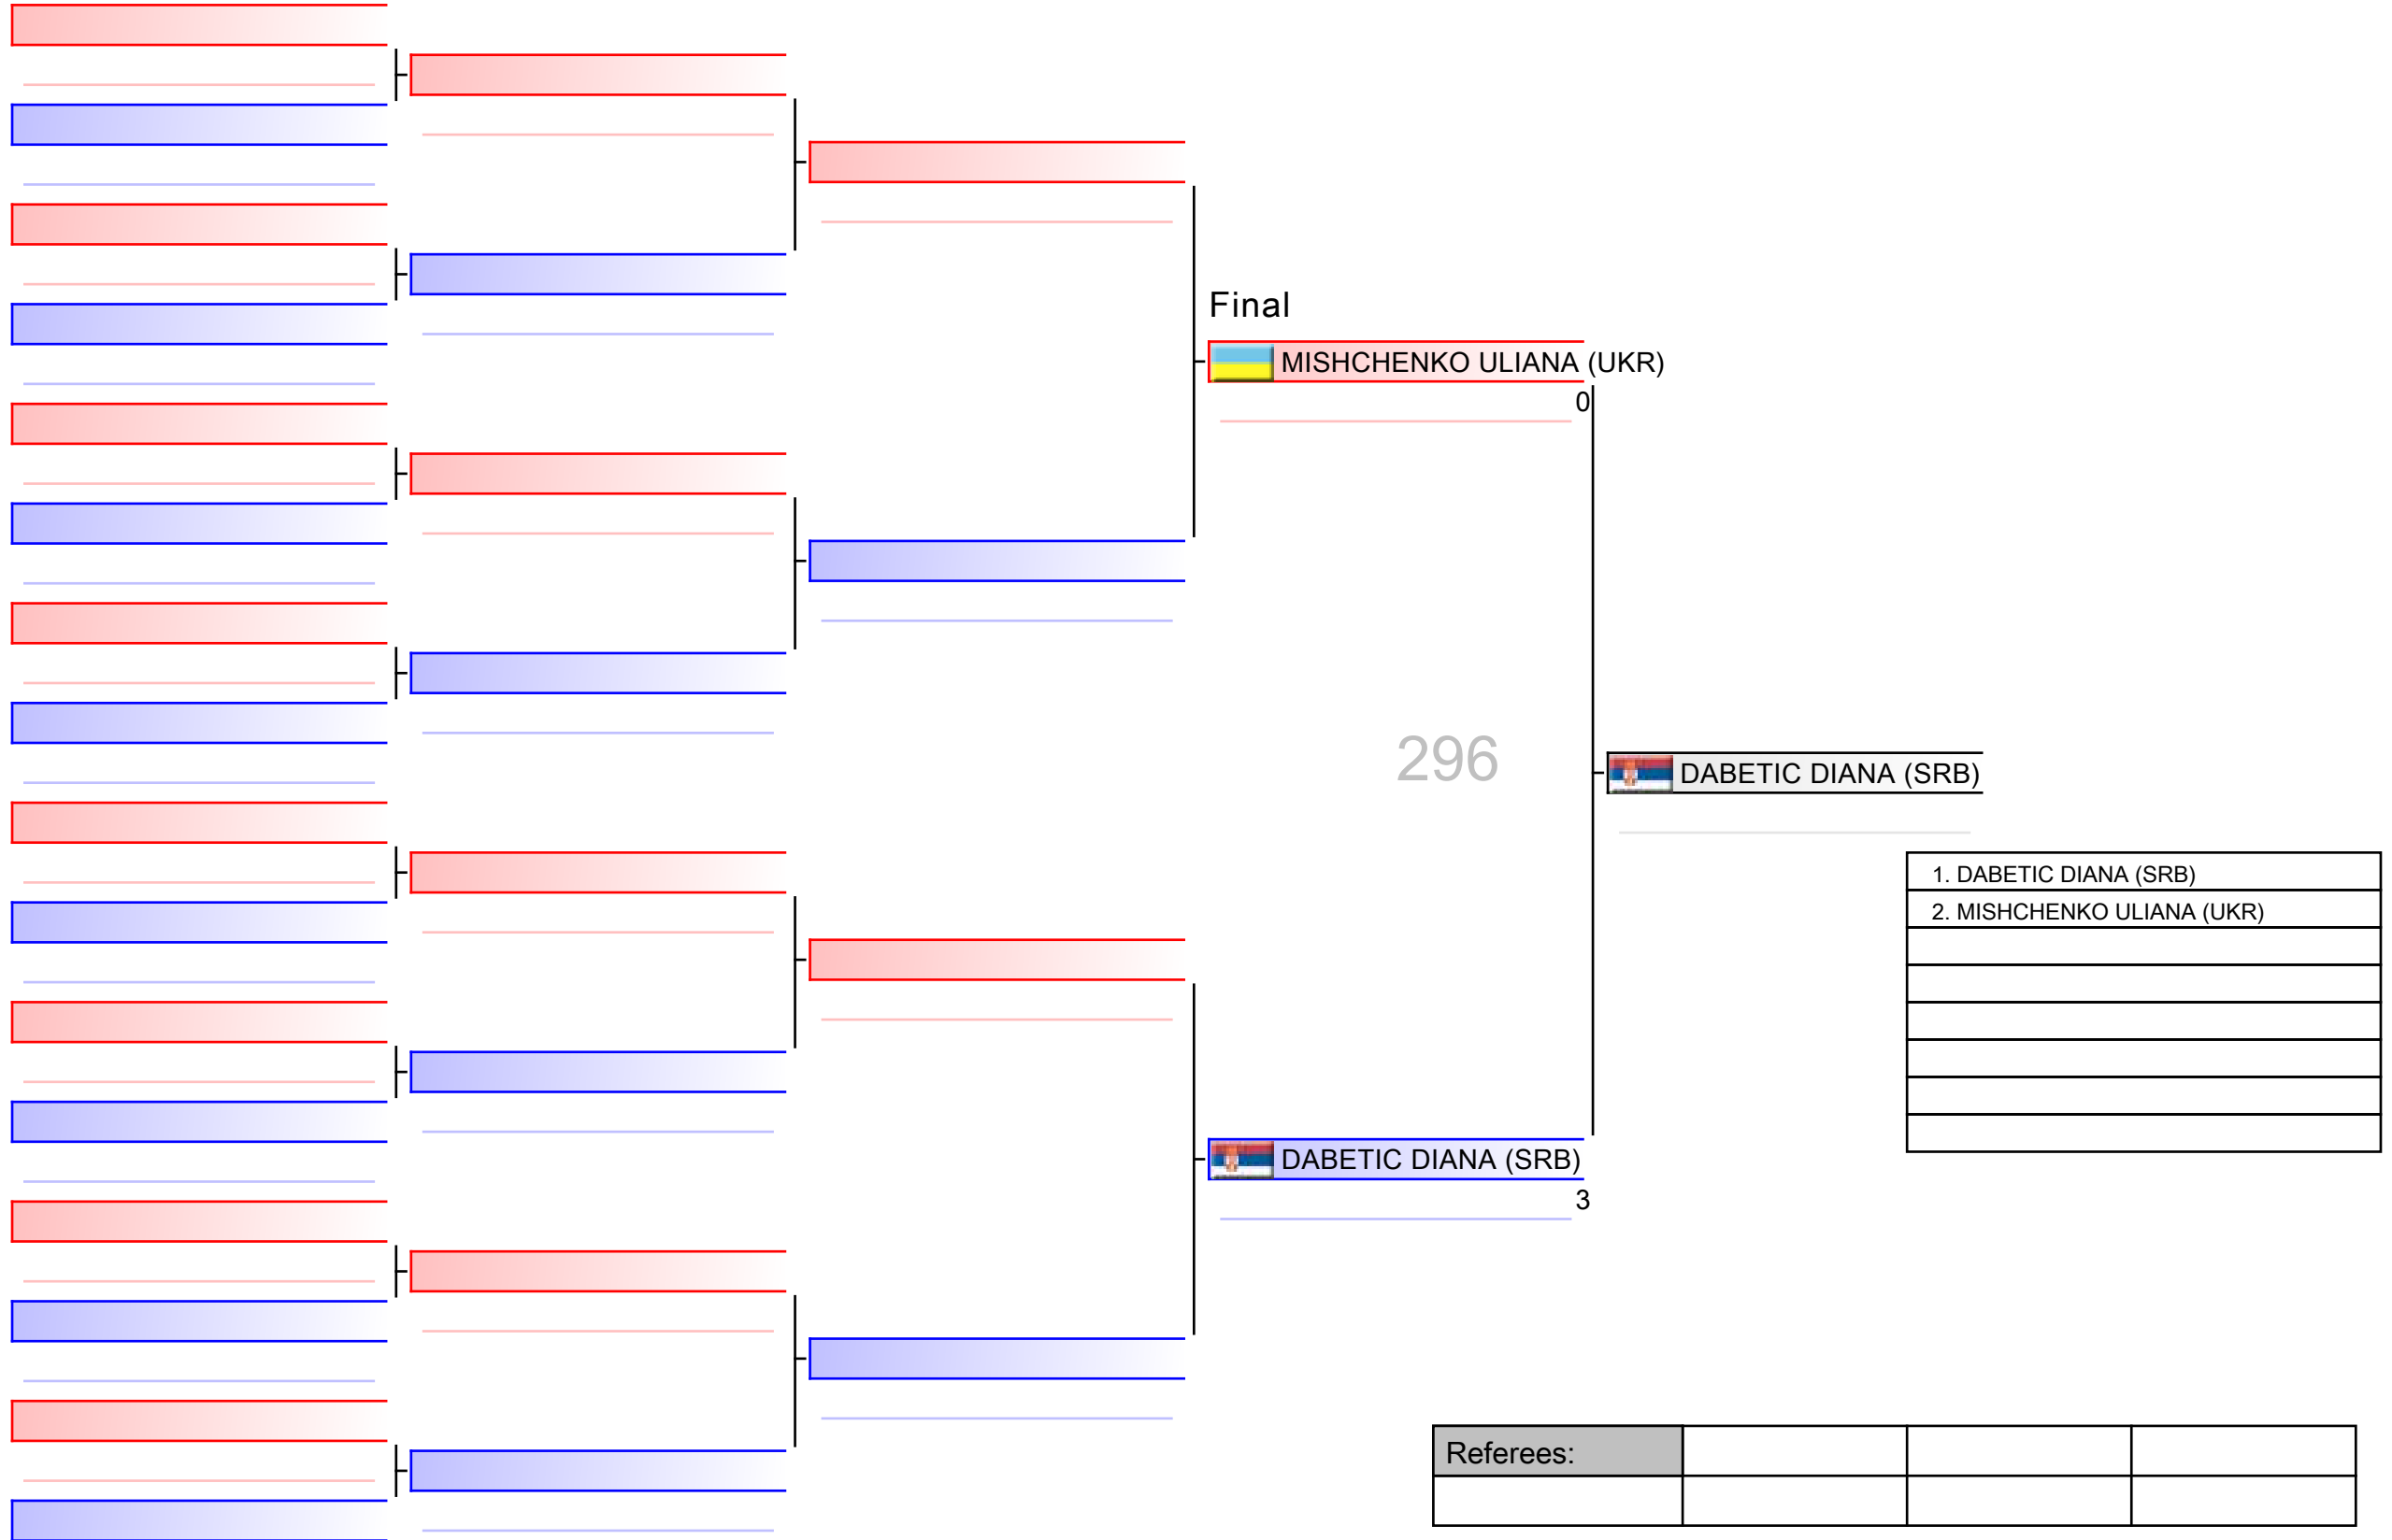 Final
MISHCHENKO ULIANA (UKR)
0
296
DABETIC DIANA (SRB)
1. DABETIC DIANA (SRB)
2. MISHCHENKO ULIANA (UKR)
DABETIC DIANA (SRB)
3
Referees: